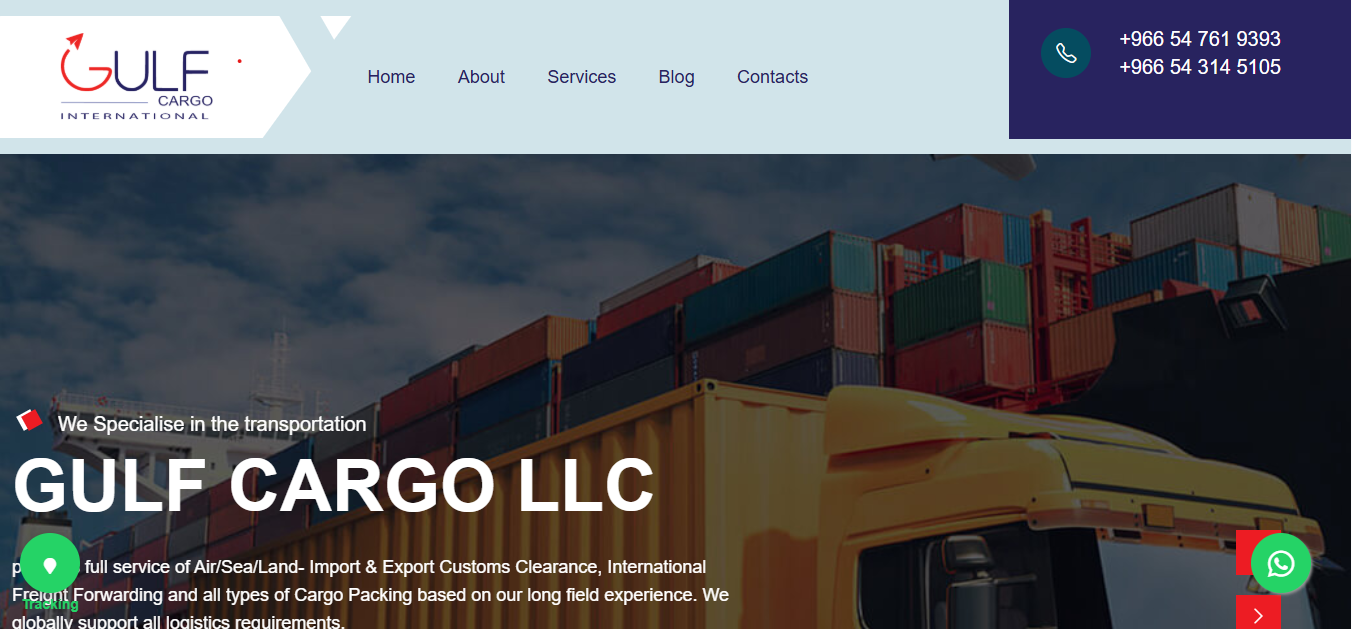 GULF
CARGO
INTERNATIONAL
Home About Services Blog Contacts
+966 54 761 9393
+966 54 314 5105
We Specialise in the transportation
GULF CARGO LLC
full service of Air/Sea/Land- Import & Export Customs Clearance, International
Freight Forwarding and all types of Cargo Packing based on our long field experience. We
globally support all logistics requirements.
Tracking